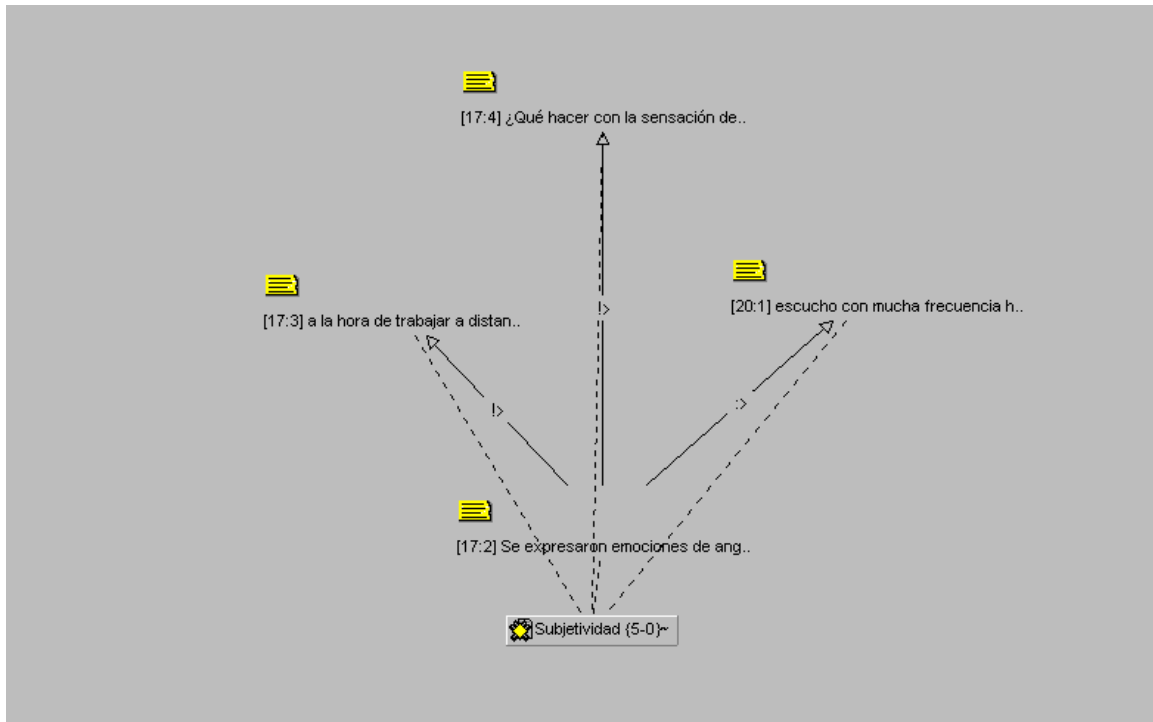 [17:4] ¿Qué hacer con la sensación de..
[17:3] a la hora de trabajar a distan..
[20:1] escucho con mucha frecuencia h..
!>
!>
:>
[17:2] Se expresaron emociones de ang..
Subjetividad {5-0}~